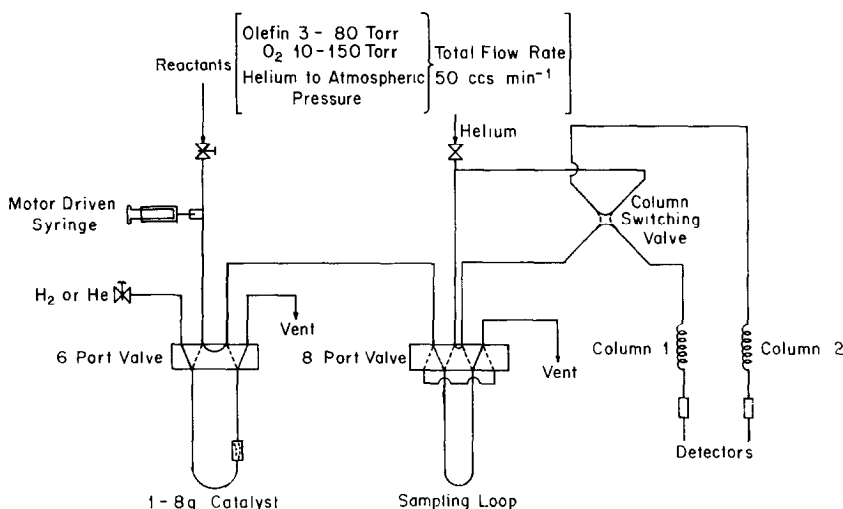 Olefin 3 - 80 Torr
O₂ 10-150 Torr
Reactants
Helium to Atmospheric
Pressure
Total Flow Rate
50 ccs min⁻¹
Helium
Motor Driven
Syringe
Column
Switching
Valve
H₂ or He
Vent
6 Port Valve
8 Port Valve
Vent
Column 1
Column 2
Detectors
1-8g Catalyst
Sampling Loop